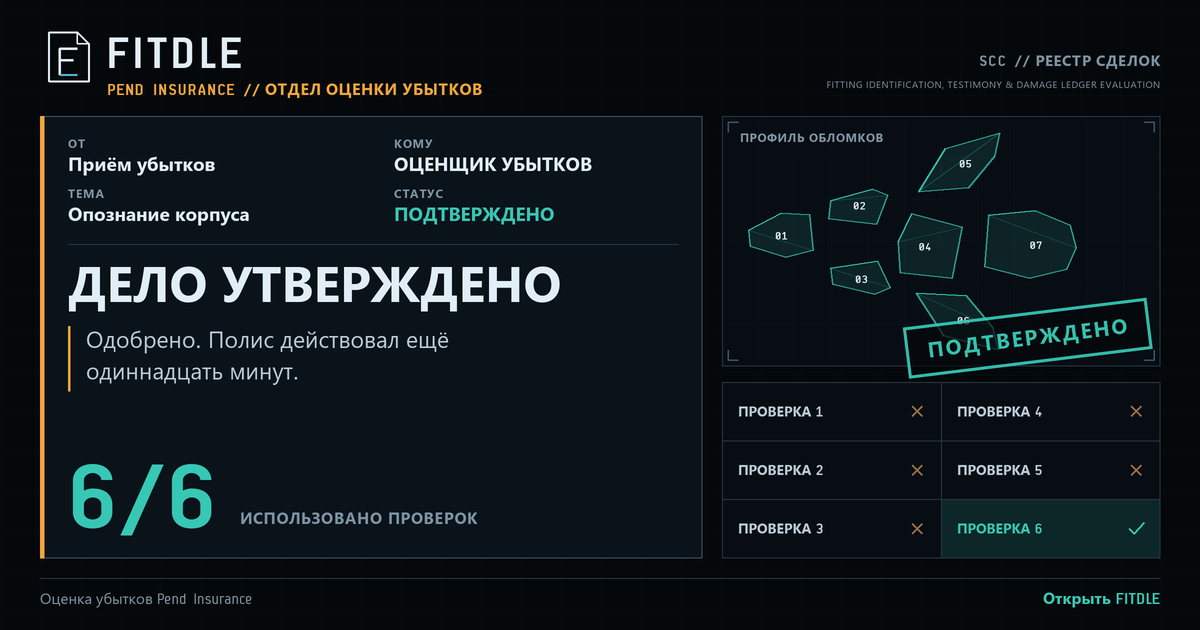 FITDLE
PEND INSURANCE // ОТДЕЛ ОЦЕНКИ УБЫТКОВ
SCC // РЕЕСТР СДЕЛОК
FITTING IDENTIFICATION, TESTIMONY & DAMAGE LEDGER EVALUATION
ОТ
Приём убытков
КОМУ
ОЦЕНЩИК УБЫТКОВ
ТЕМА
Опознание корпуса
СТАТУС
ПОДТВЕРЖДЕНО
ДЕЛО УТВЕРЖДЕНО
Одобрено. Полис действовал ещё
одиннадцать минут.
6/6
ИСПОЛЬЗОВАНО ПРОВЕРОК
ПРОФИЛЬ ОБЛОМКОВ
05
02
01
04
07
03
06
ПОДТВЕРЖДЕНО
ПРОВЕРКА 1
ПРОВЕРКА 4
ПРОВЕРКА 2
ПРОВЕРКА 5
ПРОВЕРКА 3
ПРОВЕРКА 6
Оценка убытков Pend Insurance
Открыть FITDLE